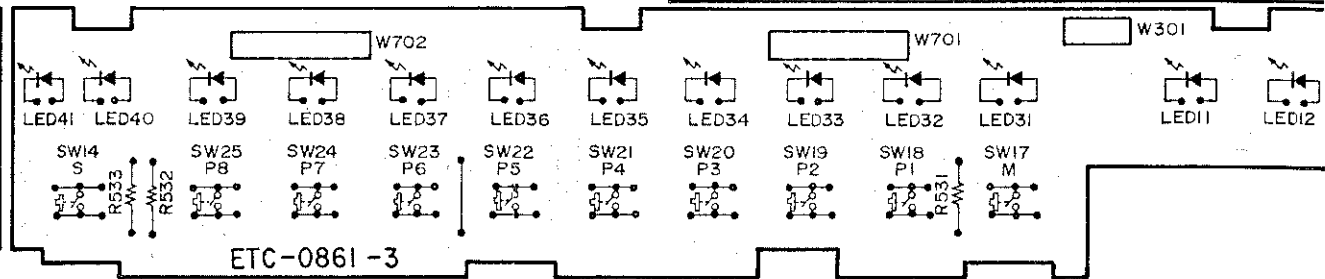 W702 W701 W301
LED41 LED40 LED39 LED38 LED37 LED36 LED35 LED34 LED33 LED32 LED31 LED11 LED12
SW14 SW25 SW24 SW23 SW22 SW21 SW20 SW19 SW18 SW17
S P8 P7 P6 P5 P4 P3 P2 P1 M
R533 R532 R531
ETC-0861-3